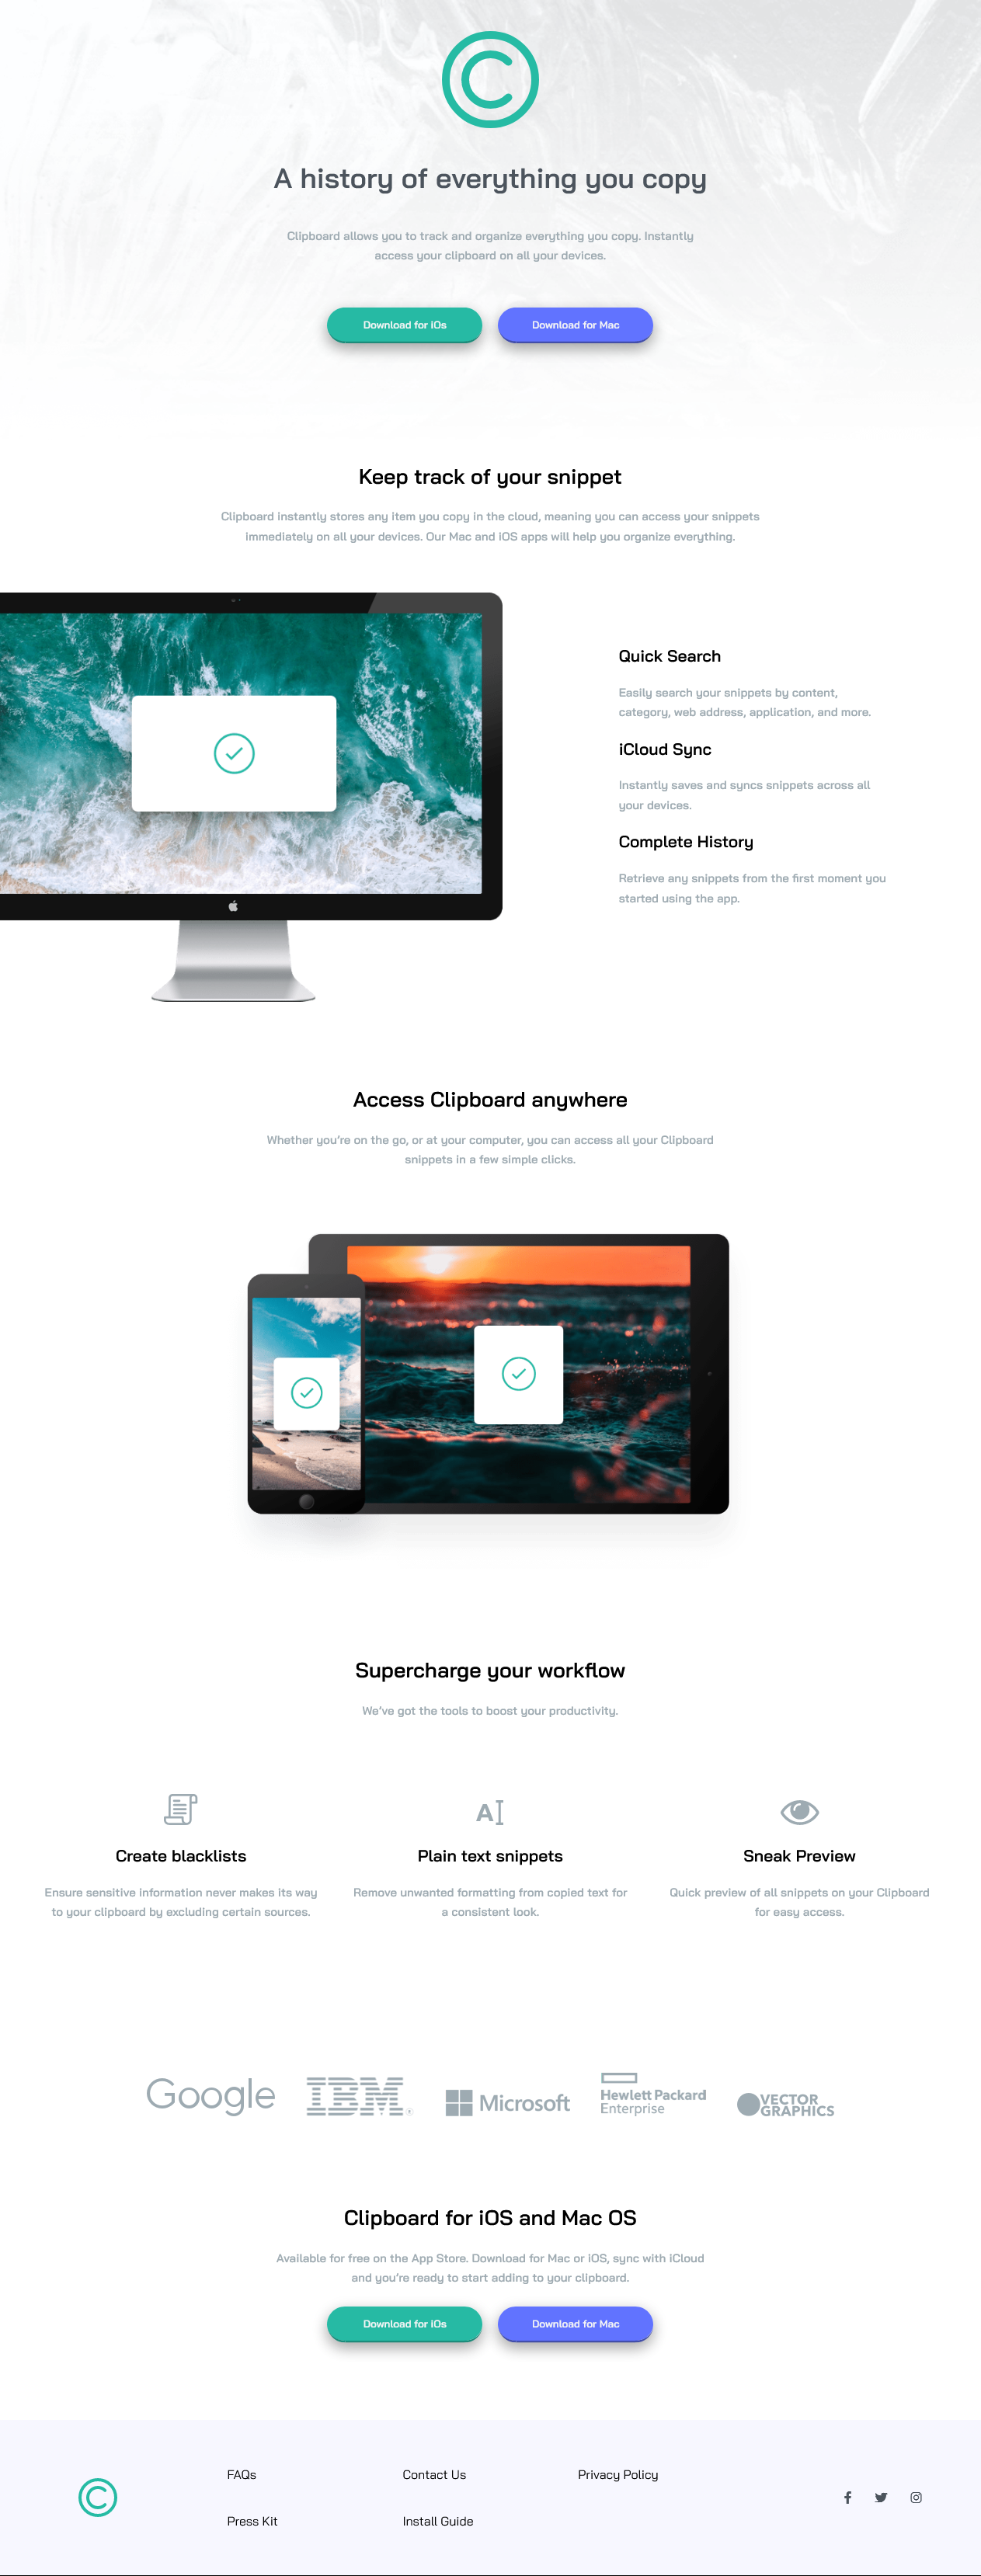 A history of everything you copy
Clipboard allows you to track and organize everything you copy. Instantly
access your clipboard on all your devices.
Download for iOs
Download for Mac
Keep track of your snippet
Clipboard instantly stores any item you copy in the cloud, meaning you can access your snippets
immediately on all your devices. Our Mac and iOS apps will help you organize everything.
Quick Search
Easily search your snippets by content,
category, web address, application, and more.
iCloud Sync
Instantly saves and syncs snippets across all
your devices.
Complete History
Retrieve any snippets from the first moment you
started using the app.
Access Clipboard anywhere
Whether you’re on the go, or at your computer, you can access all your Clipboard
snippets in a few simple clicks.
Supercharge your workflow
We’ve got the tools to boost your productivity.
Create blacklists
Ensure sensitive information never makes its way
to your clipboard by excluding certain sources.
Plain text snippets
Remove unwanted formatting from copied text for
a consistent look.
Sneak Preview
Quick preview of all snippets on your Clipboard
for easy access.
Google
IBM
Microsoft
Hewlett Packard
Enterprise
VECTOR
GRAPHICS
Clipboard for iOS and Mac OS
Available for free on the App Store. Download for Mac or iOS, sync with iCloud
and you’re ready to start adding to your clipboard.
Download for iOs
Download for Mac
FAQs
Contact Us
Privacy Policy
Press Kit
Install Guide